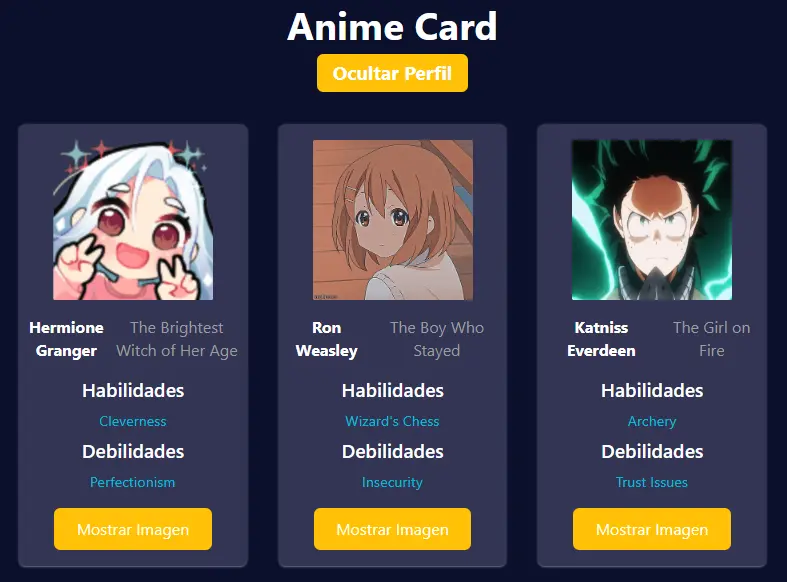 Anime Card
Ocultar Perfil
Hermione
Granger
The Brightest
Witch of Her Age
Habilidades
Cleverness
Debilidades
Perfectionism
Mostrar Imagen
Ron
Weasley
The Boy Who
Stayed
Habilidades
Wizard's Chess
Debilidades
Insecurity
Mostrar Imagen
Katniss
Everdeen
The Girl on
Fire
Habilidades
Archery
Debilidades
Trust Issues
Mostrar Imagen